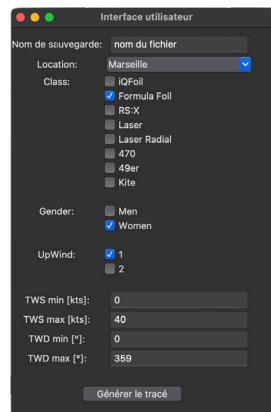 Interface utilisateur
Nom de sauvegarde: nom du fichier
Location: Marseille
Class: iQFoil
Formula Foil
RS:X
Laser
Laser Radial
470
49er
Kite
Gender: Men
Women
UpWind: 1
2
TWS min [kts]: 0
TWS max [kts]: 40
TWD min [°]: 0
TWD max [°]: 359
Générer le tracé